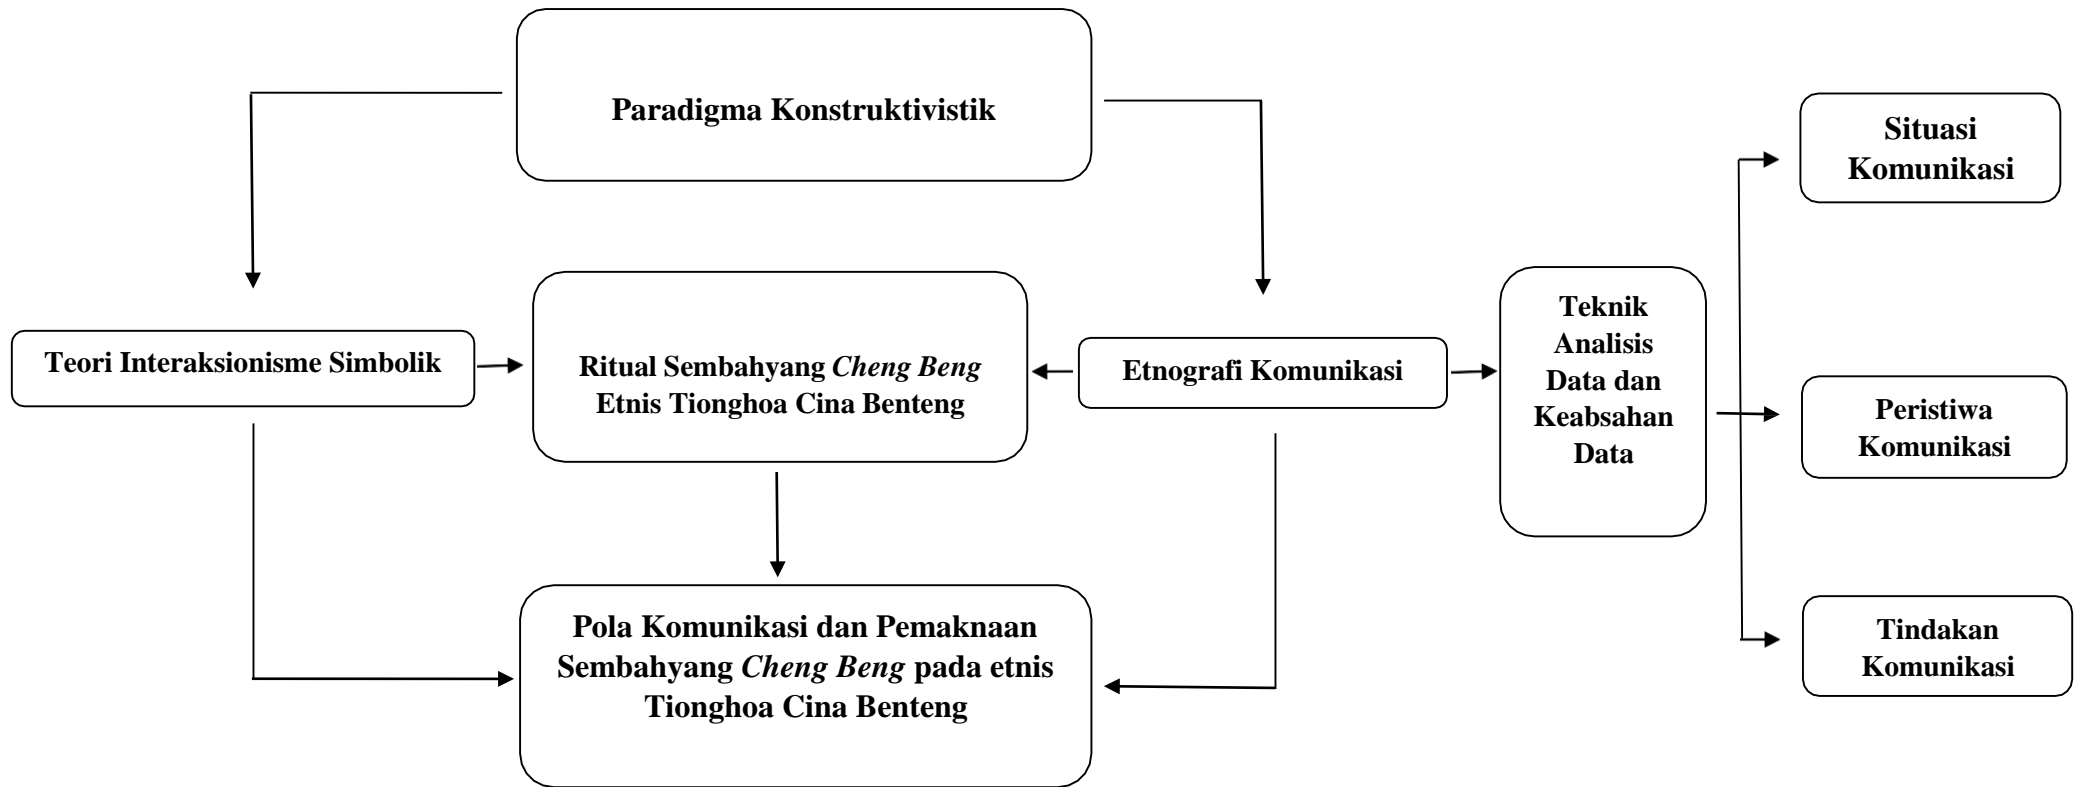 Paradigma Konstruktivistik
Situasi
Komunikasi
Teori Interaksionisme Simbolik
Ritual Sembahyang Cheng Beng
Etnis Tionghoa Cina Benteng
Etnografi Komunikasi
Teknik
Analisis
Data dan
Keabsahan
Data
Peristiwa
Komunikasi
Pola Komunikasi dan Pemaknaan
Sembahyang Cheng Beng pada etnis
Tionghoa Cina Benteng
Tindakan
Komunikasi